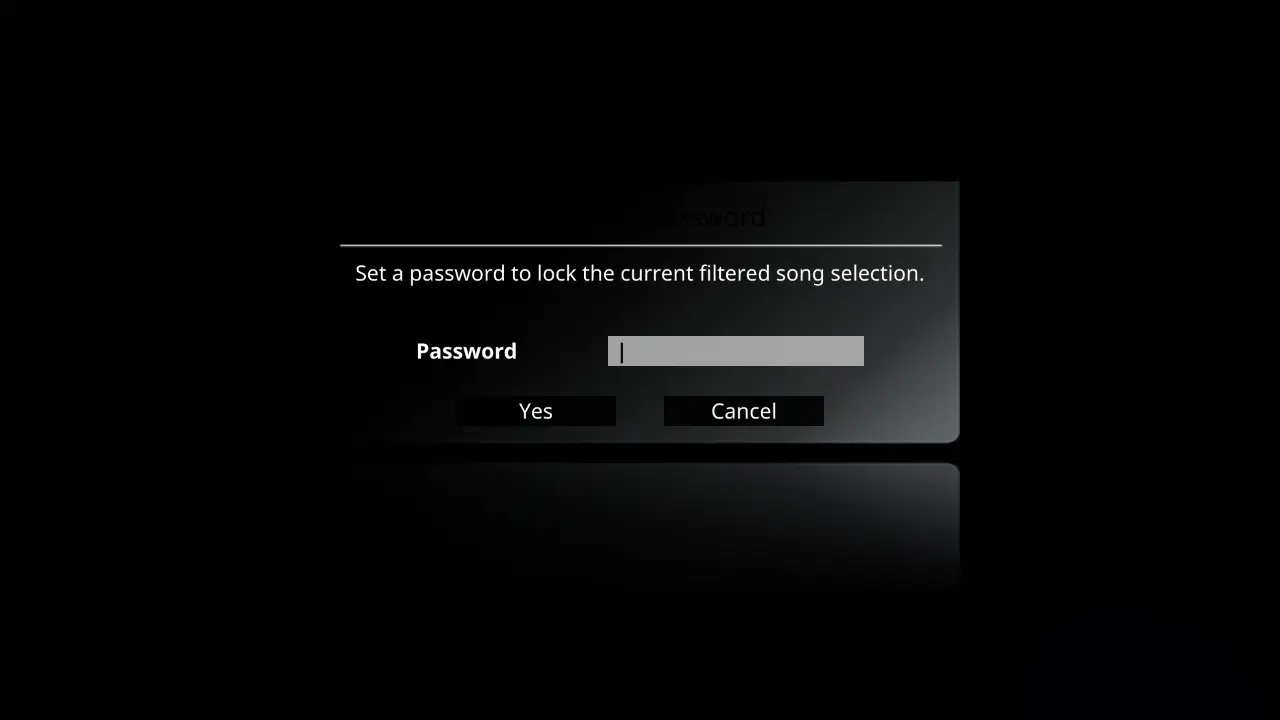 Set a password to lock the current filtered song selection.
Password
Yes
Cancel